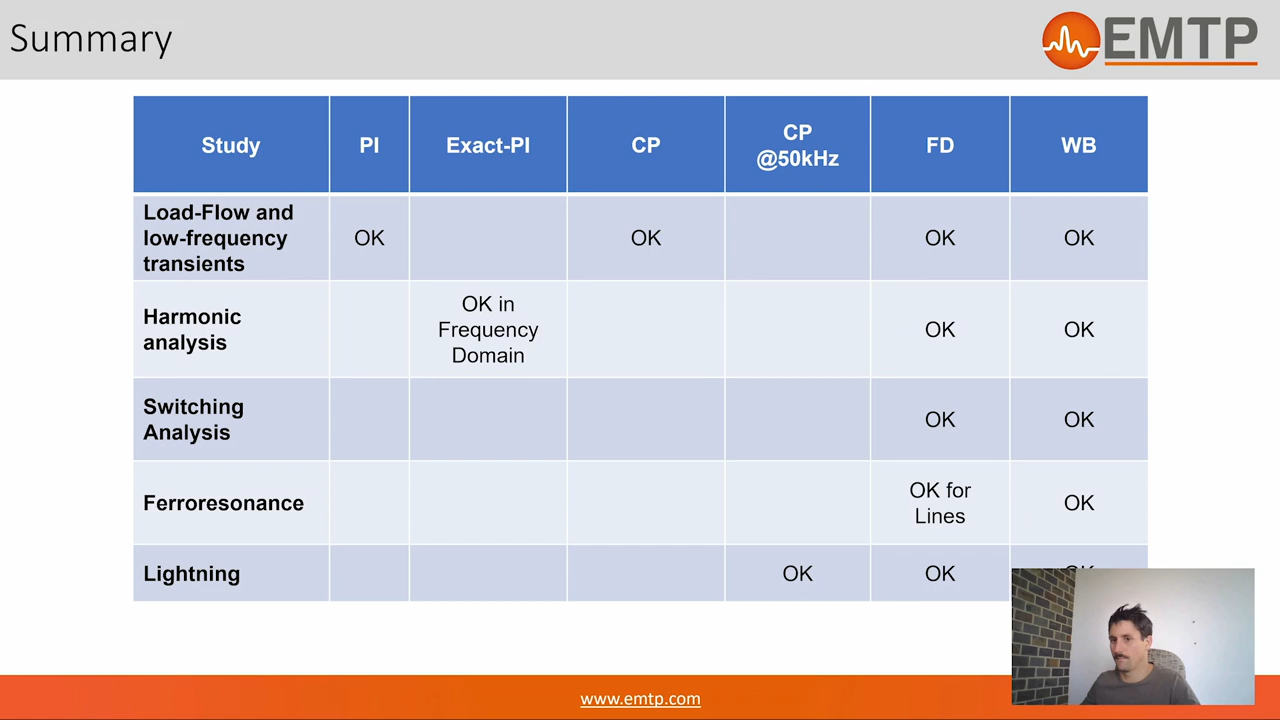 Summary
EMTP
Study
PI
Exact-PI
CP
CP
@50kHz
FD
WB
Load-Flow and
low-frequency
transients
OK
OK
OK
OK
Harmonic
analysis
OK in
Frequency
Domain
OK
OK
Switching
Analysis
OK
OK
Ferroresonance
OK for
Lines
OK
Lightning
OK
OK
www.emtp.com